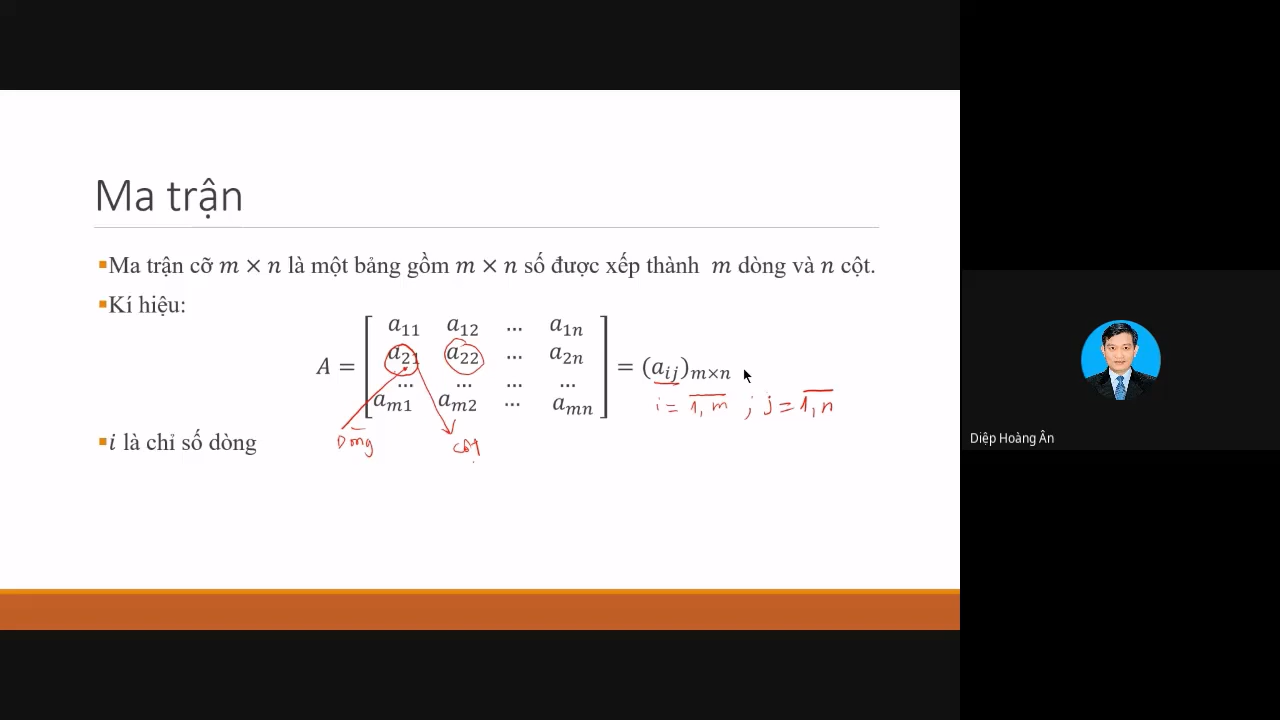 Ma trận
▪Ma trận cỡ m × n là một bảng gồm m × n số được xếp thành m dòng và n cột.
▪Kí hiệu:
a₁₁ a₁₂ … a₁ₙ
a₂₁ a₂₂ … a₂ₙ
A = … … … … = (aᵢⱼ)ₘ×ₙ
aₘ₁ aₘ₂ … aₘₙ
i = 1, m ; j = 1, n
▪i là chỉ số dòng
Dòng
cột
Diệp Hoàng Ân